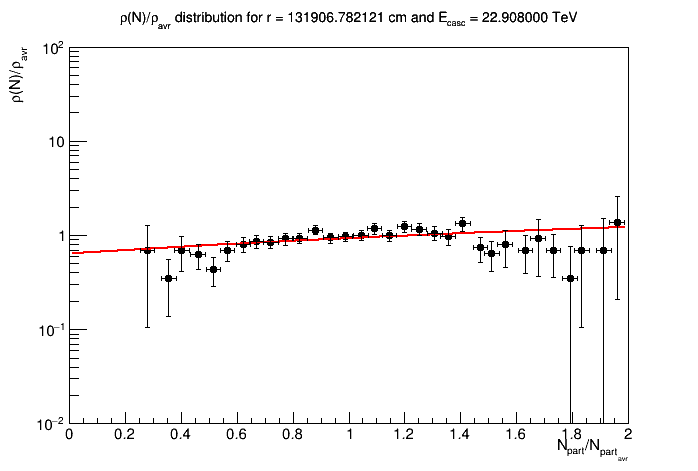 ρ(N)/ρavr distribution for r = 131906.782121 cm and Ecasc = 22.908000 TeV
ρ(N)/ρavr
10²
10
1
10⁻¹
10⁻²
0 0.2 0.4 0.6 0.8 1 1.2 1.4 1.6 1.8 2
Npart/Npartavr